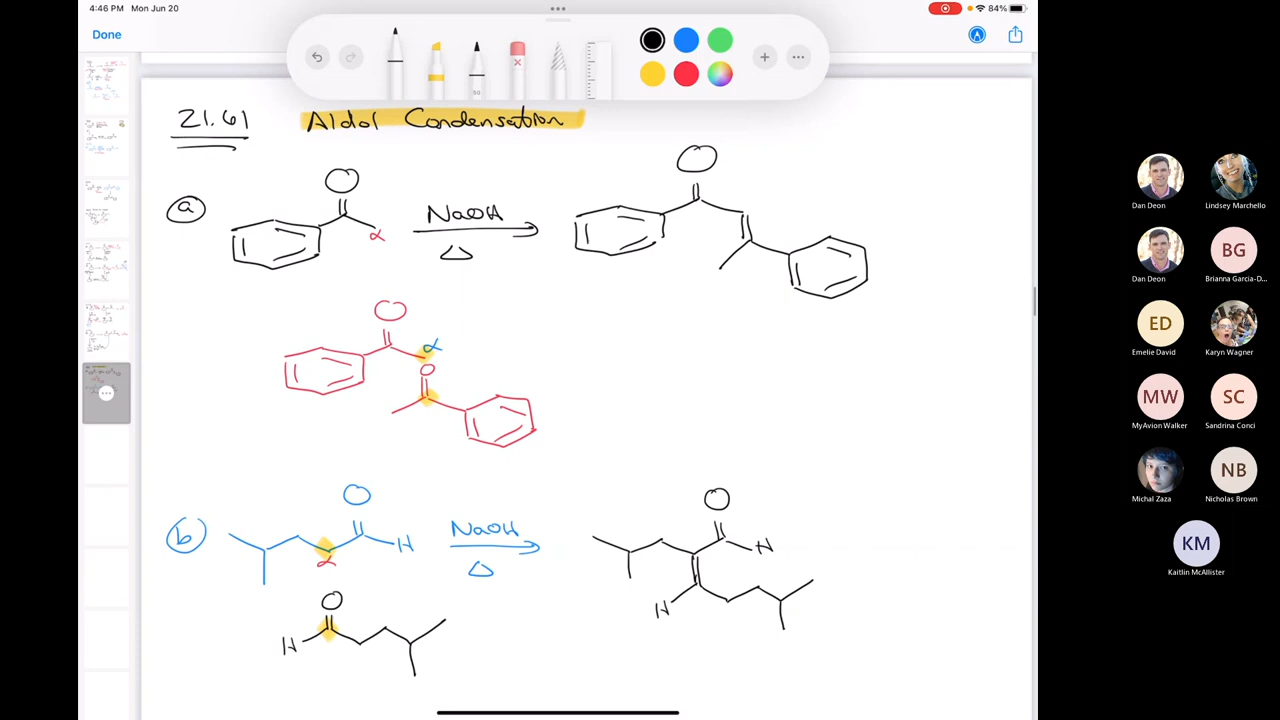 4:46 PM Mon Jun 20
84%
Done
50
21.61 Aldol Condensation
a
O
O
NaOH
α
Δ
O
α
O
b
O
H
NaOH
α
Δ
O
H
H
O
H
Dan Deon
Lindsey Marchello
BG
Dan Deon
Brianna Garcia-D...
ED
Emelie David
Karyn Wagner
MW
SC
MyAvion Walker
Sandrina Conci
NB
Michal Zaza
Nicholas Brown
KM
Kaitlin McAllister